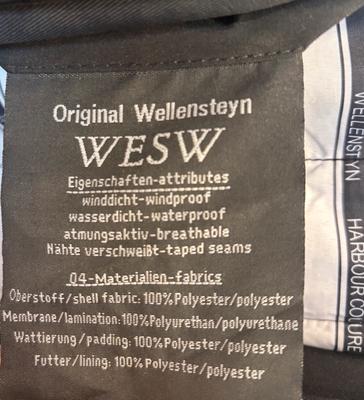 Original Wellensteyn
WESW
Eigenschaften-attributes
winddicht-windproof
wasserdicht-waterproof
atmungsaktiv-breathable
Nähte verschweißt-taped seams
04-Materialien-fabrics
Oberstoff/shell fabric: 100% Polyester/polyester
Membrane/lamination: 100% Polyurethan/polyurethane
Wattierung/padding: 100% Polyester/polyester
Futter/lining: 100% Polyester/polyester
WELLENSTYN
HARBOURCOTURE